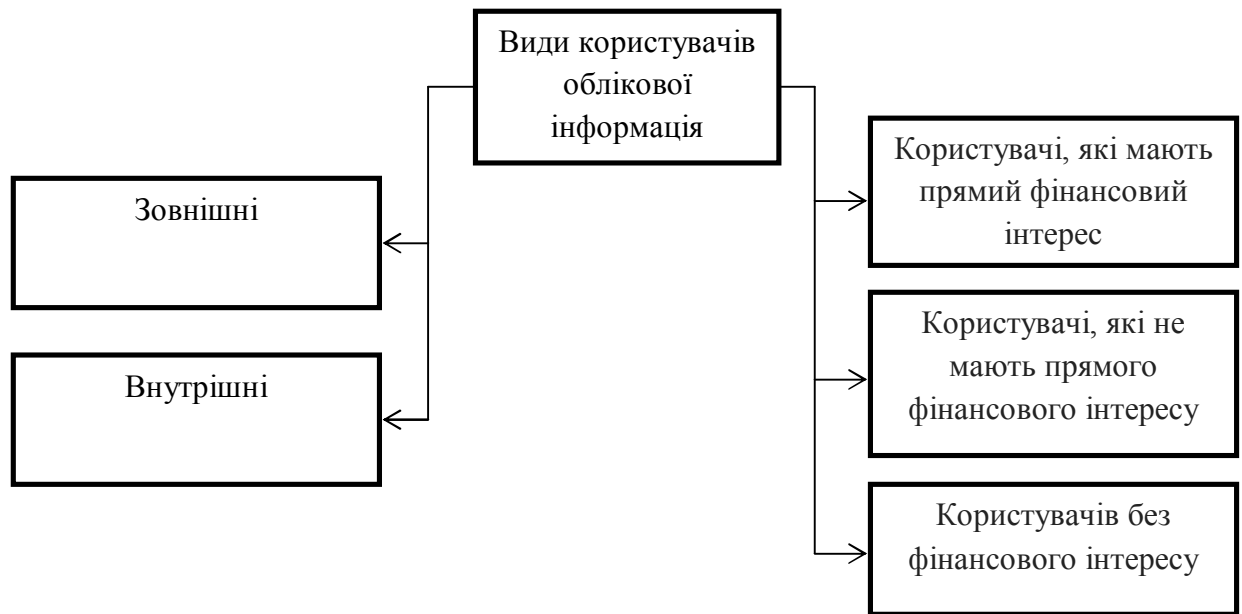 Види користувачів
облікової
інформація
Зовнішні
Внутрішні
Користувачі, які мають
прямий фінансовий
інтерес
Користувачі, які не
мають прямого
фінансового інтересу
Користувачів без
фінансового інтересу